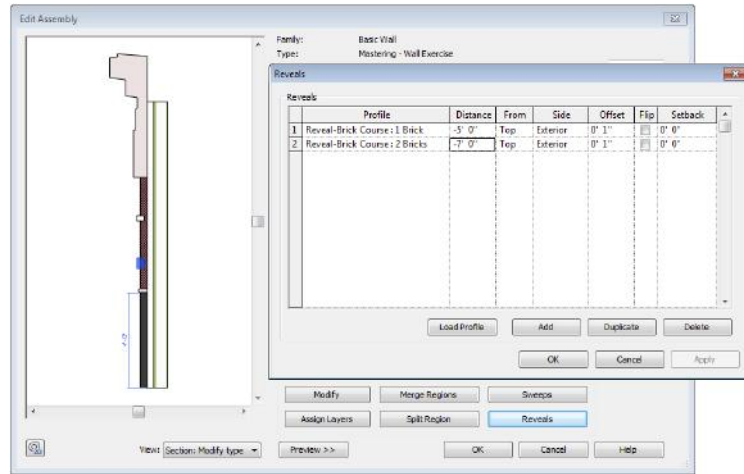 Edit Assembly
Family: Basic Wall
Type: Mastering - Wall Exercise
Reveals
Reveals
Profile Distance From Side Offset Flip Setback
1 Reveal-Brick Course : 1 Brick -5' 0" Top Exterior 0' 1" 0' 0"
2 Reveal-Brick Course : 2 Bricks -7' 0" Top Exterior 0' 1" 0' 0"
Load Profile Add Duplicate Delete
OK Cancel Apply
Modify Merge Regions Sweeps
Assign Layers Split Region Reveals
View: Section: Modify type Preview >> OK Cancel Help